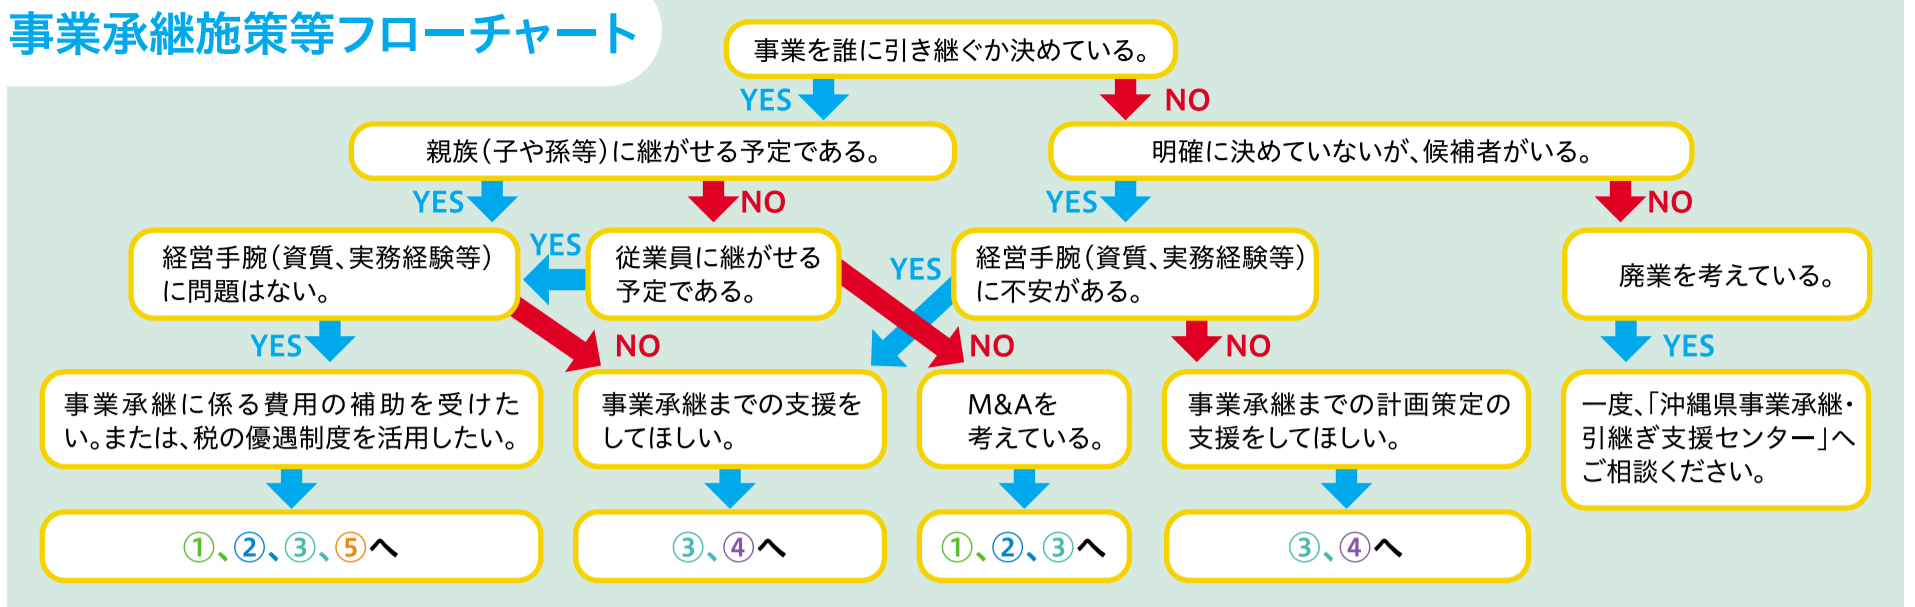 事業承継施策等フローチャート
事業を誰に引き継ぐか決めている。
YES
NO
親族(子や孫等)に継がせる予定である。
明確に決めていないが、候補者がいる。
YES
NO
YES
NO
経営手腕(資質、実務経験等)
に問題はない。
YES
従業員に継がせる
予定である。
YES
経営手腕(資質、実務経験等)
に不安がある。
廃業を考えている。
YES
NO
NO
NO
YES
事業承継に係る費用の補助を受けた
い。または、税の優遇制度を活用したい。
事業承継までの支援を
してほしい。
M&Aを
考えている。
事業承継までの計画策定の
支援をしてほしい。
一度、「沖縄県事業承継・
引継ぎ支援センター」へ
ご相談ください。
①、②、③、⑤へ
③、④へ
①、②、③へ
③、④へ